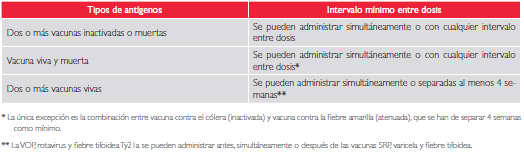 Tipos de antígenos
Intervalo mínimo entre dosis
Dos o más vacunas inactivadas o muertas
Se pueden administrar simultáneamente o con cualquier intervalo
entre dosis
Vacuna viva y muerta
Se pueden administrar simultáneamente o con cualquier intervalo
entre dosis*
Dos o más vacunas vivas
Se pueden administrar simultáneamente o separadas al menos 4 se-
manas**
* La única excepción es la combinación entre vacuna contra el cólera (inactivada) y vacuna contra la fiebre amarilla (atenuada), que se han de separar 4 semanas
como mínimo.
** La VOP, rotavirus y fiebre tifoidea Ty21a se pueden administrar antes, simultáneamente o después de las vacunas SRP, varicela y fiebre tifoidea.